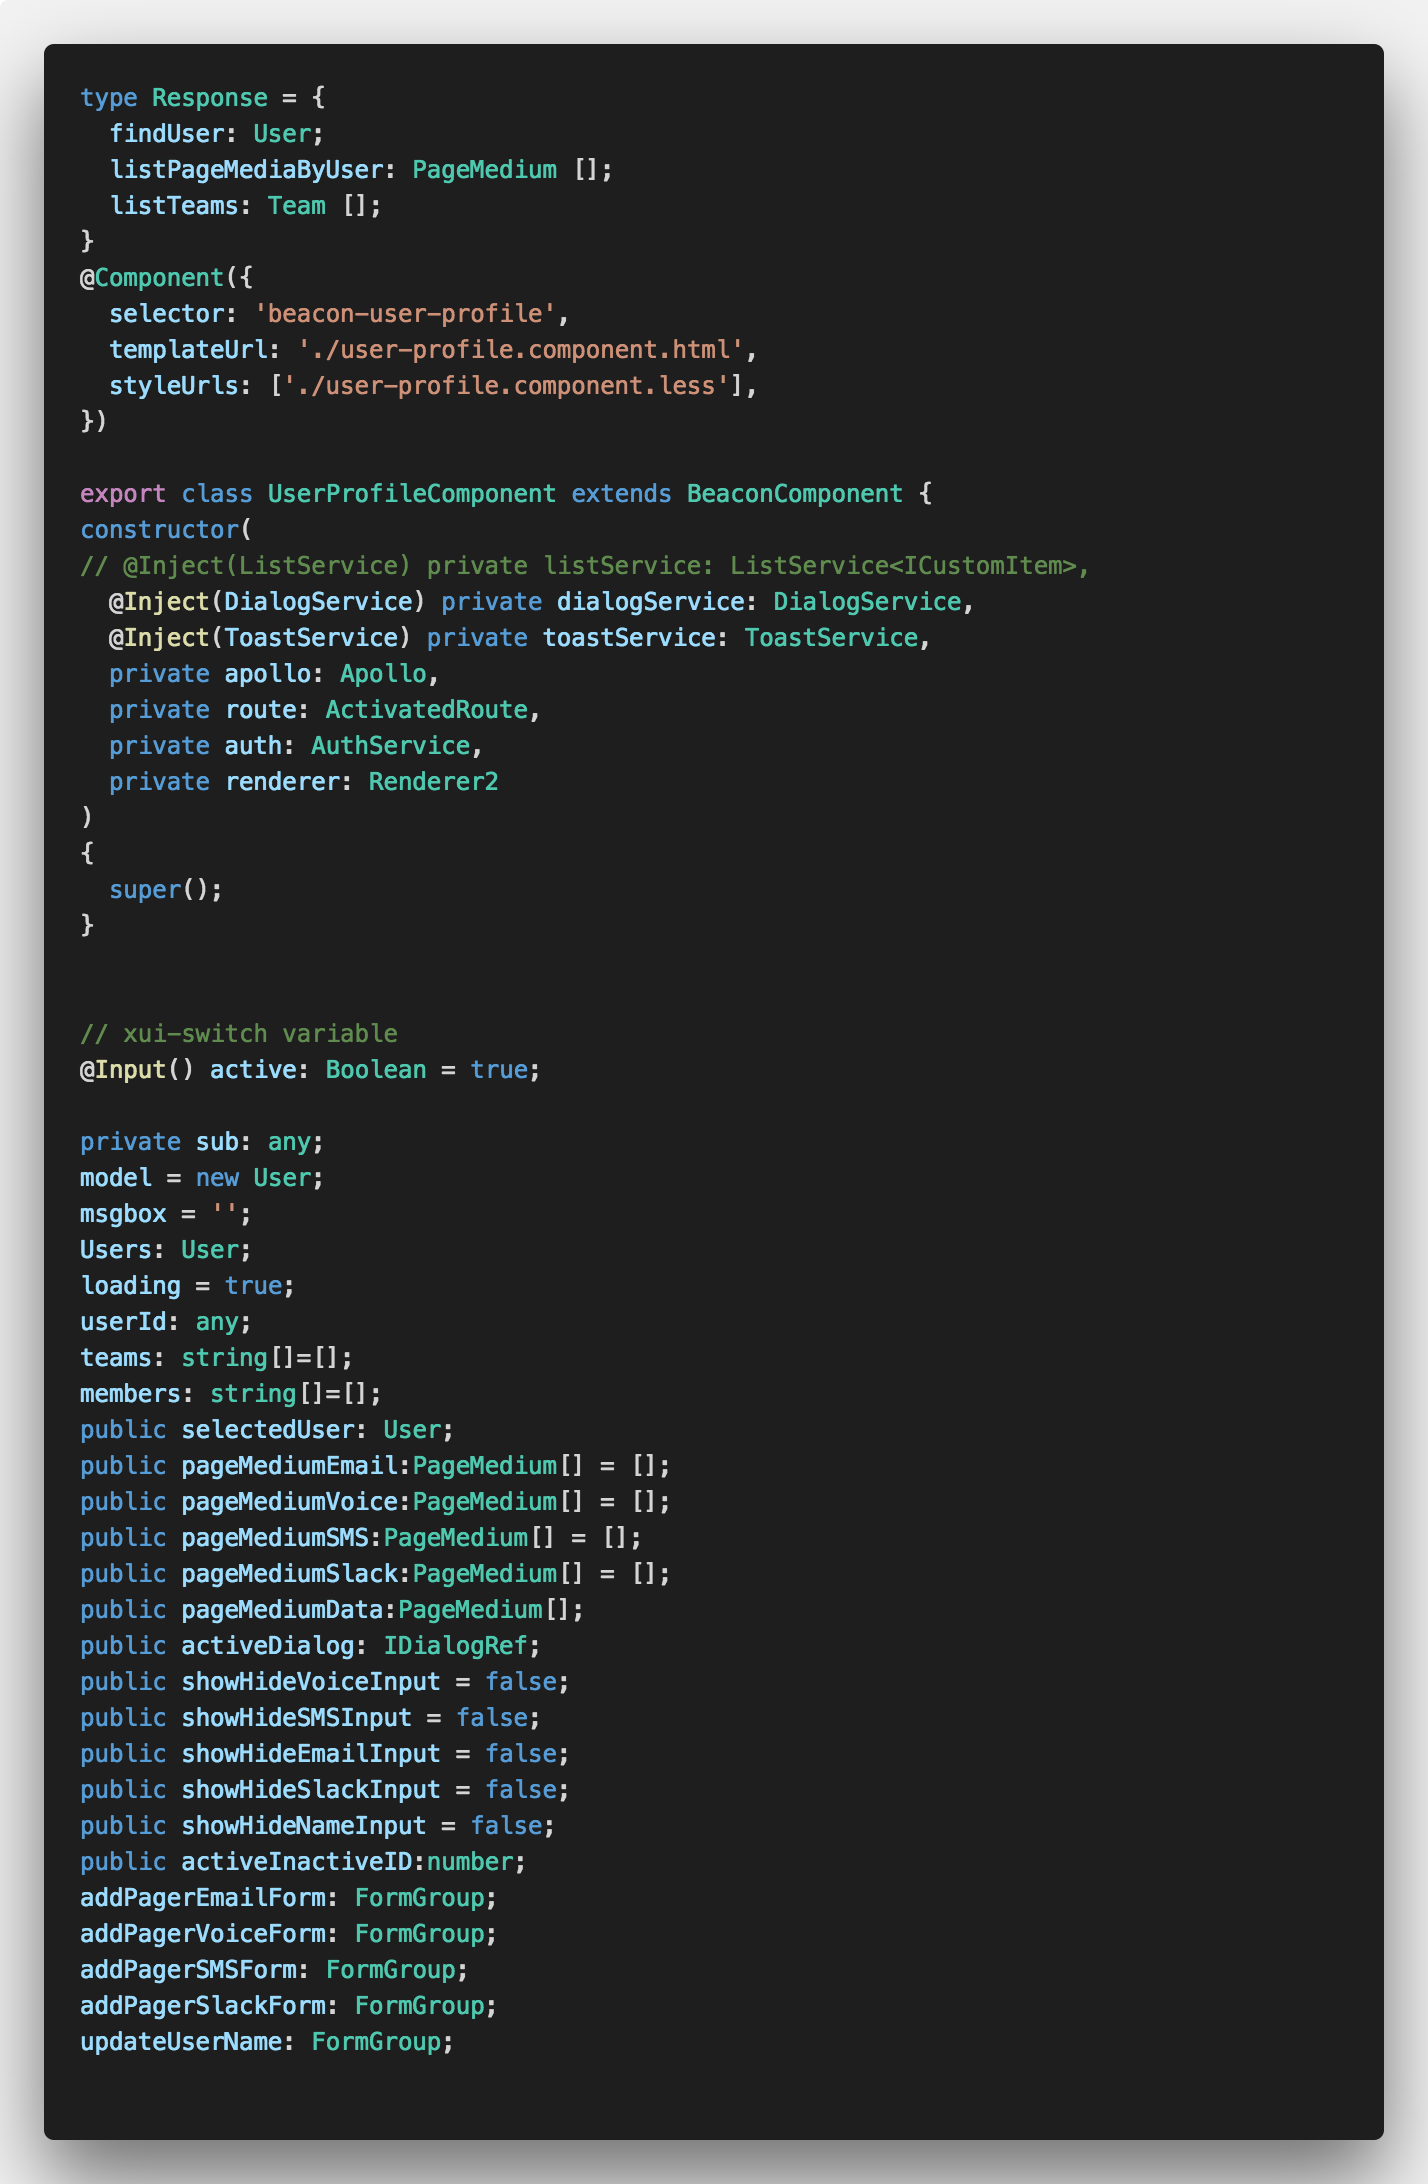 type Response = {
  findUser: User;
  listPageMediaByUser: PageMedium [];
  listTeams: Team [];
}
@Component({
  selector: 'beacon-user-profile',
  templateUrl: './user-profile.component.html',
  styleUrls: ['./user-profile.component.less'],
})

export class UserProfileComponent extends BeaconComponent {
constructor(
// @Inject(ListService) private listService: ListService<ICustomItem>,
  @Inject(DialogService) private dialogService: DialogService,
  @Inject(ToastService) private toastService: ToastService,
  private apollo: Apollo,
  private route: ActivatedRoute,
  private auth: AuthService,
  private renderer: Renderer2
)
{
  super();
}


// xui-switch variable
@Input() active: Boolean = true;

private sub: any;
model = new User;
msgbox = '';
Users: User;
loading = true;
userId: any;
teams: string[]=[];
members: string[]=[];
public selectedUser: User;
public pageMediumEmail:PageMedium[] = [];
public pageMediumVoice:PageMedium[] = [];
public pageMediumSMS:PageMedium[] = [];
public pageMediumSlack:PageMedium[] = [];
public pageMediumData:PageMedium[];
public activeDialog: IDialogRef;
public showHideVoiceInput = false;
public showHideSMSInput = false;
public showHideEmailInput = false;
public showHideSlackInput = false;
public showHideNameInput = false;
public activeInactiveID:number;
addPagerEmailForm: FormGroup;
addPagerVoiceForm: FormGroup;
addPagerSMSForm: FormGroup;
addPagerSlackForm: FormGroup;
updateUserName: FormGroup;